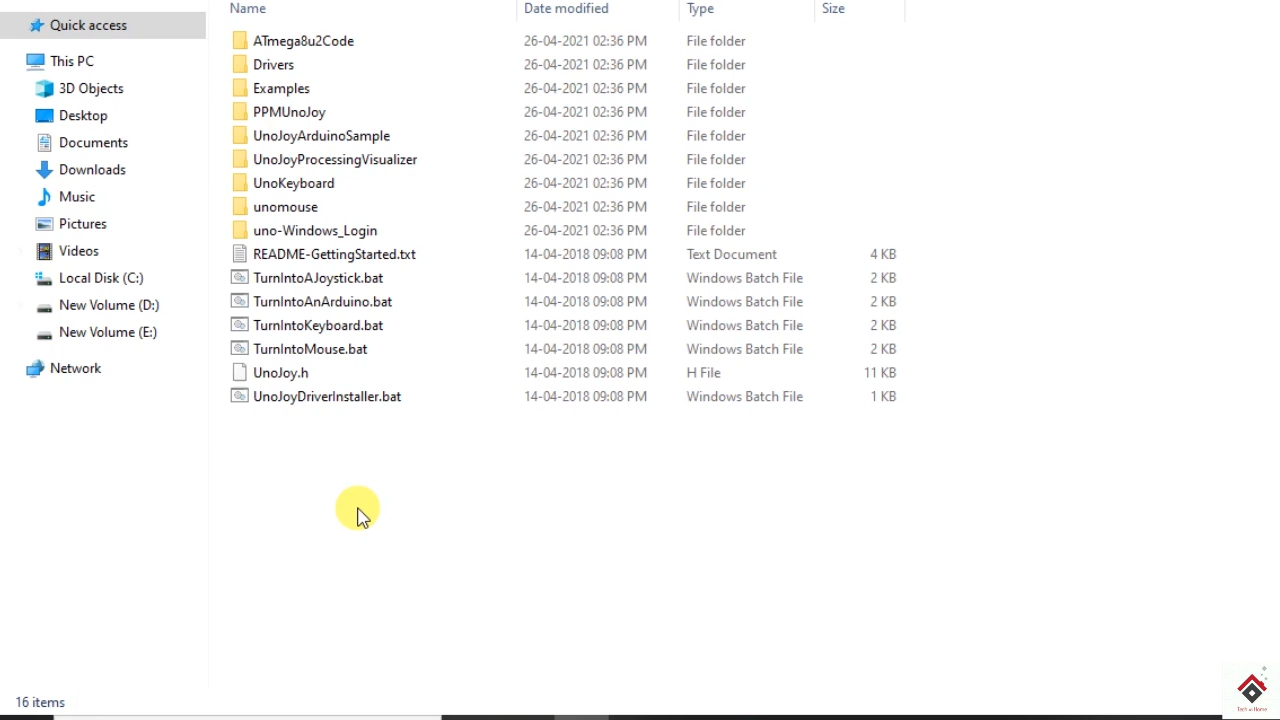 Name Date modified Type Size
Quick access
This PC
3D Objects
Desktop
Documents
Downloads
Music
Pictures
Videos
Local Disk (C:)
New Volume (D:)
New Volume (E:)
Network
ATmega8u2Code 26-04-2021 02:36 PM File folder
Drivers 26-04-2021 02:36 PM File folder
Examples 26-04-2021 02:36 PM File folder
PPMUnoJoy 26-04-2021 02:36 PM File folder
UnoJoyArduinoSample 26-04-2021 02:36 PM File folder
UnoJoyProcessingVisualizer 26-04-2021 02:36 PM File folder
UnoKeyboard 26-04-2021 02:36 PM File folder
unomouse 26-04-2021 02:36 PM File folder
uno-Windows_Login 26-04-2021 02:36 PM File folder
README-GettingStarted.txt 14-04-2018 09:08 PM Text Document 4 KB
TurnIntoAJoystick.bat 14-04-2018 09:08 PM Windows Batch File 2 KB
TurnIntoAnArduino.bat 14-04-2018 09:08 PM Windows Batch File 2 KB
TurnIntoKeyboard.bat 14-04-2018 09:08 PM Windows Batch File 2 KB
TurnIntoMouse.bat 14-04-2018 09:08 PM Windows Batch File 2 KB
UnoJoy.h 14-04-2018 09:08 PM H File 11 KB
UnoJoyDriverInstaller.bat 14-04-2018 09:08 PM Windows Batch File 1 KB
16 items
Tech at Home